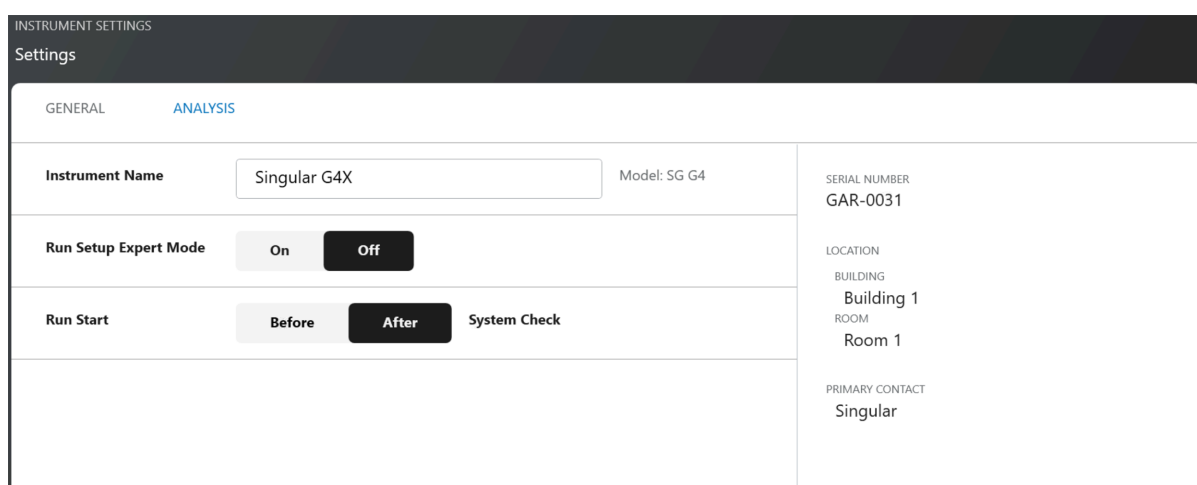 INSTRUMENT SETTINGS
Settings
GENERAL ANALYSIS
Instrument Name Singular G4X Model: SG G4
Run Setup Expert Mode On Off
Run Start Before After System Check
SERIAL NUMBER
GAR-0031
LOCATION
BUILDING
Building 1
ROOM
Room 1
PRIMARY CONTACT
Singular